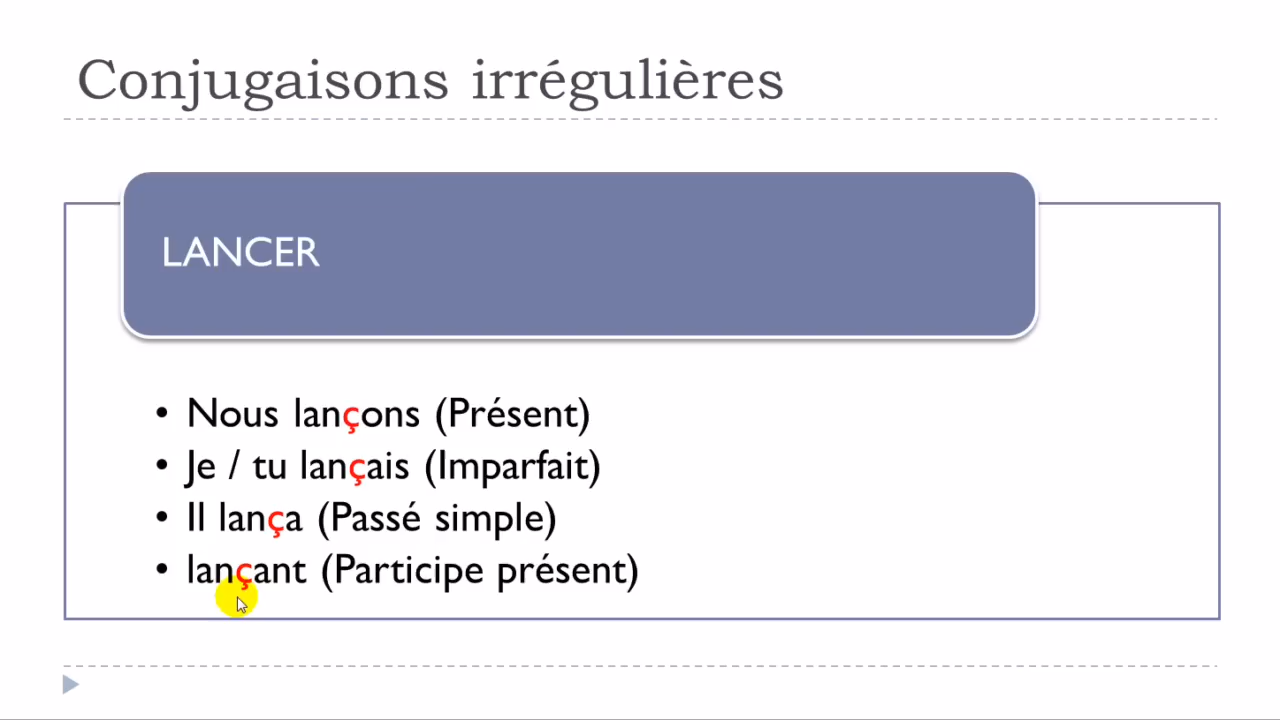 Conjugaisons irrégulières
LANCER
• Nous lançons (Présent)
• Je / tu lançais (Imparfait)
• Il lança (Passé simple)
• lançant (Participe présent)